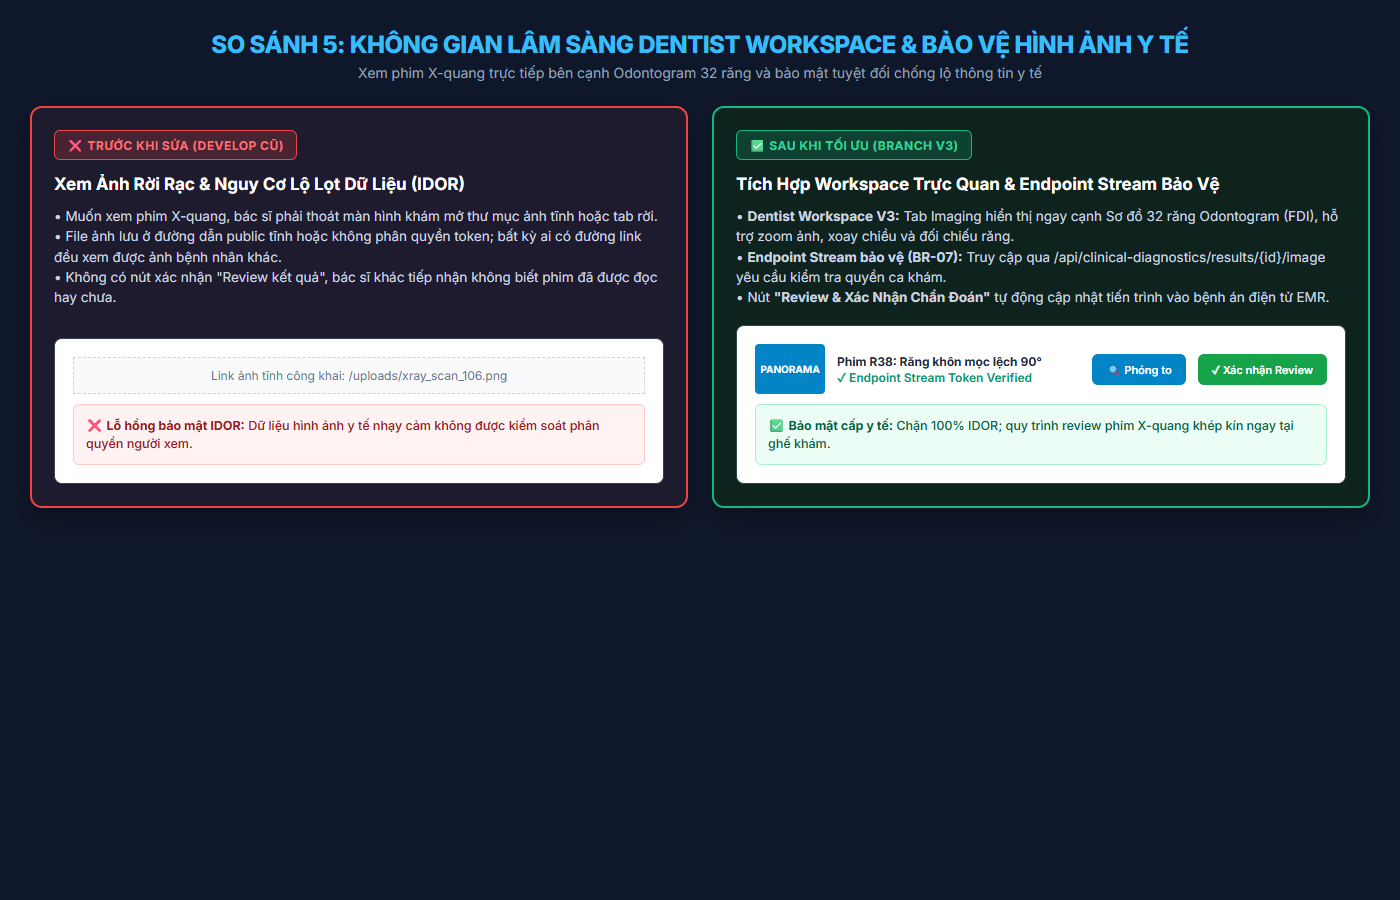 SO SÁNH 5: KHÔNG GIAN LÂM SÀNG DENTIST WORKSPACE & BẢO VỆ HÌNH ẢNH Y TẾ
Xem phim X-quang trực tiếp bên cạnh Odontogram 32 răng và bảo mật tuyệt đối chống lộ thông tin y tế
❌ TRƯỚC KHI SỬA (DEVELOP CŨ)
Xem Ảnh Rời Rạc & Nguy Cơ Lộ Lọt Dữ Liệu (IDOR)
• Muốn xem phim X-quang, bác sĩ phải thoát màn hình khám mở thư mục ảnh tĩnh hoặc tab rời.
• File ảnh lưu ở đường dẫn public tĩnh hoặc không phân quyền token; bất kỳ ai có đường link
đều xem được ảnh bệnh nhân khác.
• Không có nút xác nhận "Review kết quả", bác sĩ khác tiếp nhận không biết phim đã được đọc
hay chưa.
Link ảnh tĩnh công khai: /uploads/xray_scan_106.png
❌ Lỗ hổng bảo mật IDOR: Dữ liệu hình ảnh y tế nhạy cảm không được kiểm soát phân
quyền người xem.
✅ SAU KHI TỐI ƯU (BRANCH V3)
Tích Hợp Workspace Trực Quan & Endpoint Stream Bảo Vệ
• Dentist Workspace V3: Tab Imaging hiển thị ngay cạnh Sơ đồ 32 răng Odontogram (FDI), hỗ
trợ zoom ảnh, xoay chiều và đối chiếu răng.
• Endpoint Stream bảo vệ (BR-07): Truy cập qua /api/clinical-diagnostics/results/{id}/image
yêu cầu kiểm tra quyền ca khám.
• Nút "Review & Xác Nhận Chẩn Đoán" tự động cập nhật tiến trình vào bệnh án điện tử EMR.
PANORAMA
Phim R38: Răng khôn mọc lệch 90°
✓ Endpoint Stream Token Verified
🔍 Phóng to
✓ Xác nhận Review
✅ Bảo mật cấp y tế: Chặn 100% IDOR; quy trình review phim X-quang khép kín ngay tại
ghế khám.